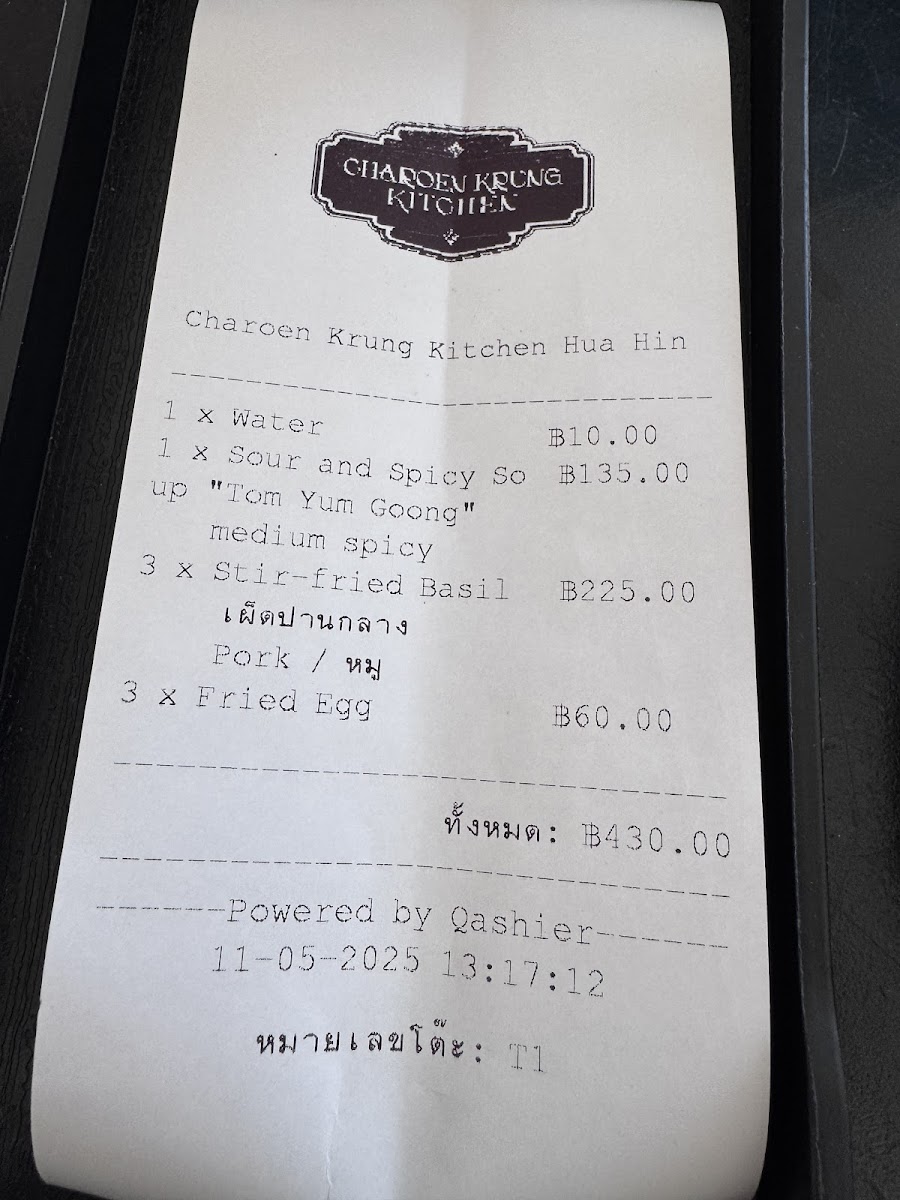 CHAROEN KRUNG
KITCHEN
Charoen Krung Kitchen Hua Hin
1 x Water ฿10.00
1 x Sour and Spicy So ฿135.00
up "Tom Yum Goong"
medium spicy
3 x Stir-fried Basil ฿225.00
เผ็ดปานกลาง
Pork / หมู
3 x Fried Egg ฿60.00
ทั้งหมด: ฿430.00
------Powered by Qashier------
11-05-2025 13:17:12
หมายเลขโต๊ะ: T1